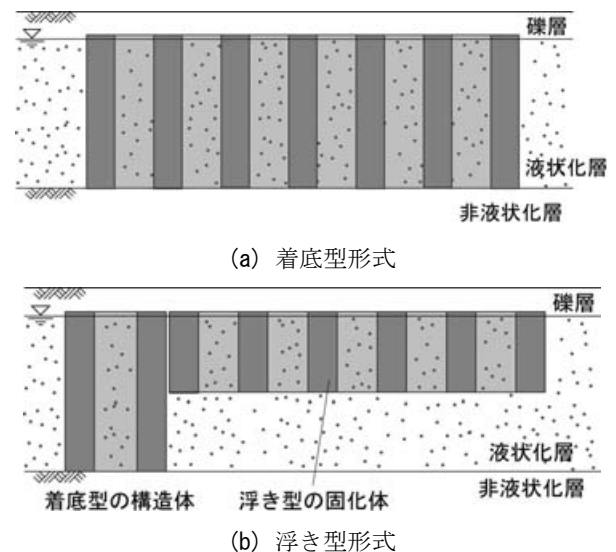 礫層
液状化層
非液状化層
(a) 着底型形式
礫層
液状化層
非液状化層
着底型の構造体
浮き型の固化体
(b) 浮き型形式